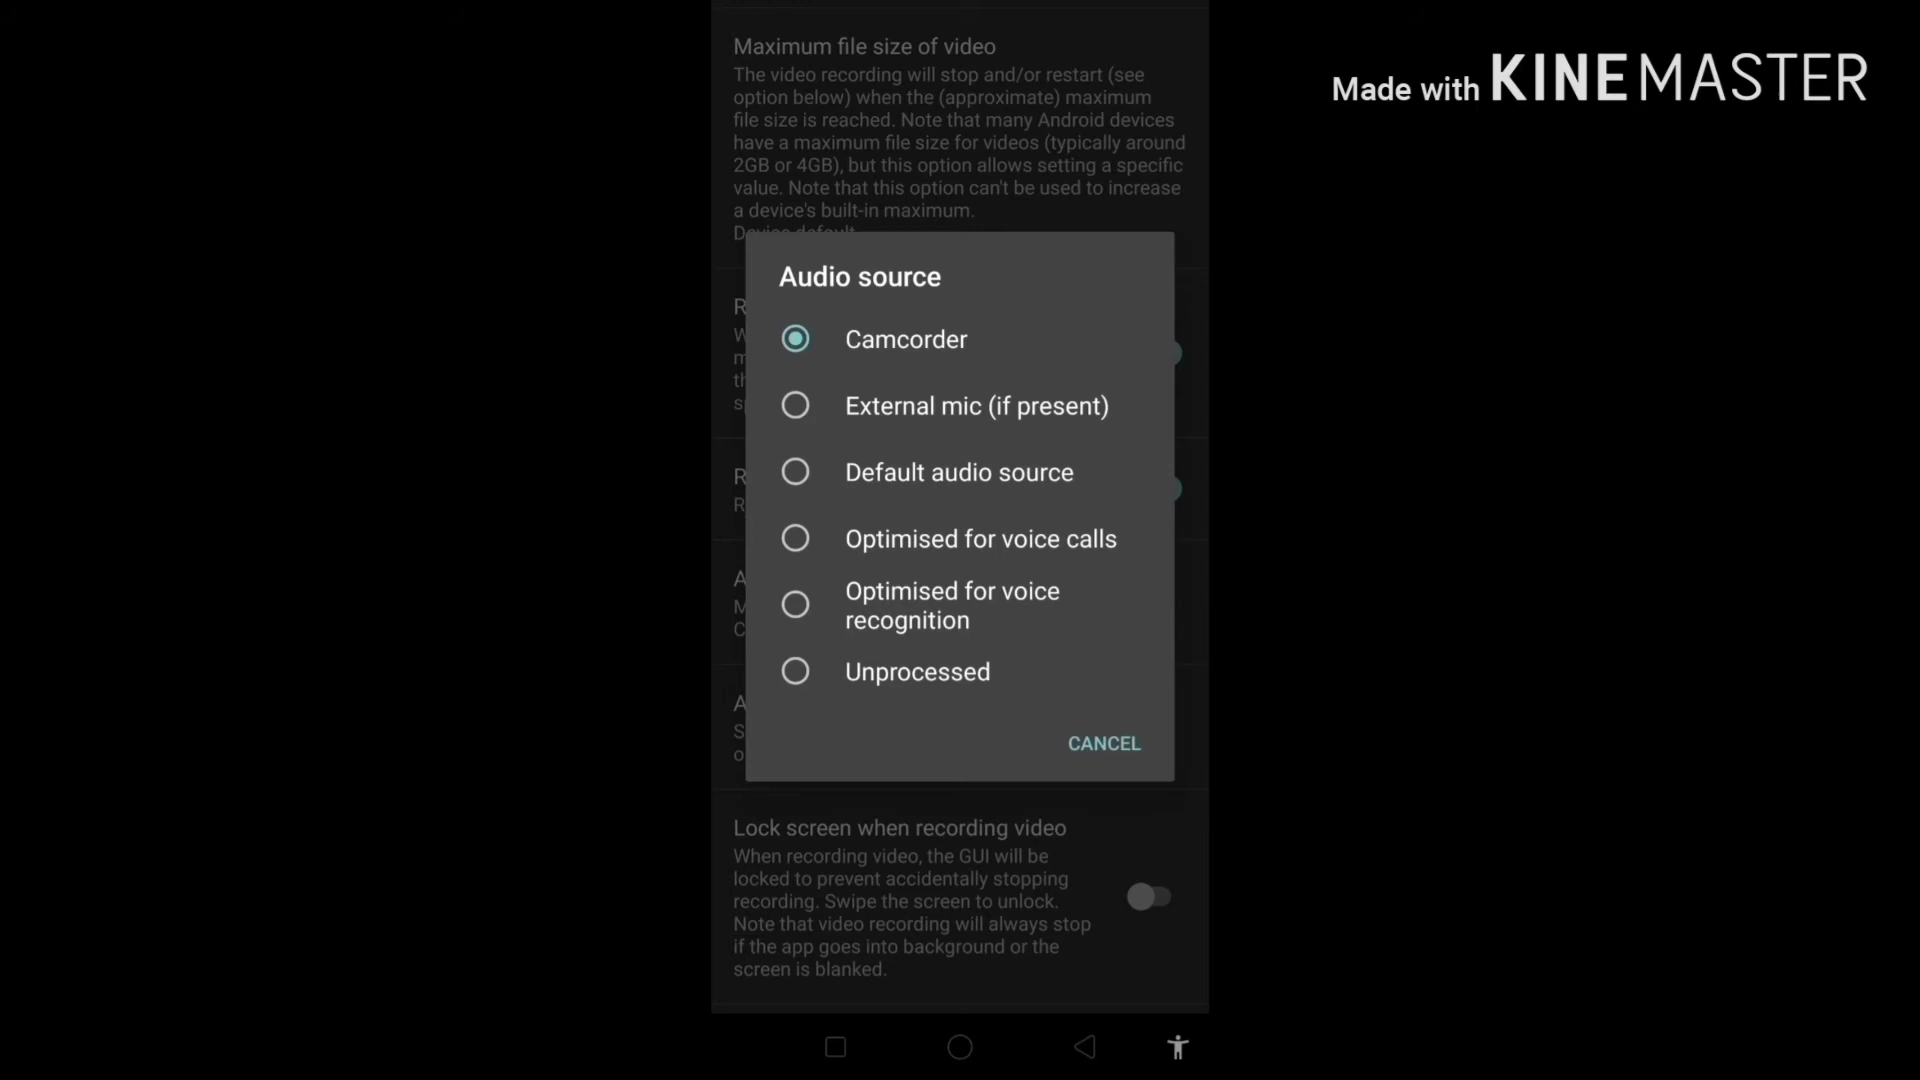 Maximum file size of video
The video recording will stop and/or restart (see
option below) when the (approximate) maximum
file size is reached. Note that many Android devices
have a maximum file size for videos (typically around
2GB or 4GB), but this option allows setting a specific
value. Note that this option can't be used to increase
a device's built-in maximum.
Device default
Made with KINEMASTER
Audio source
Camcorder
External mic (if present)
Default audio source
Optimised for voice calls
Optimised for voice
recognition
Unprocessed
CANCEL
Lock screen when recording video
When recording video, the GUI will be
locked to prevent accidentally stopping
recording. Swipe the screen to unlock.
Note that video recording will always stop
if the app goes into background or the
screen is blanked.